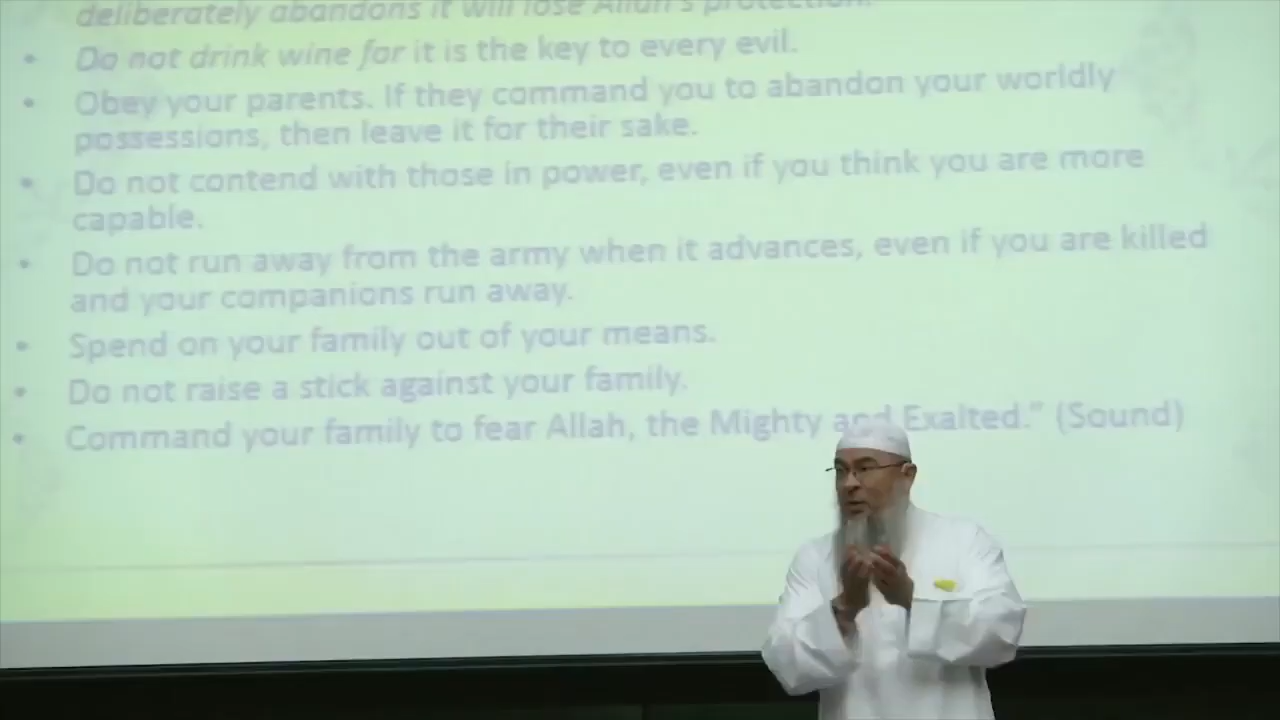 deliberately abandons it will lose Allah's protection.
• Do not drink wine for it is the key to every evil.
• Obey your parents. If they command you to abandon your worldly
possessions, then leave it for their sake.
• Do not contend with those in power, even if you think you are more
capable.
• Do not run away from the army when it advances, even if you are killed
and your companions run away.
• Spend on your family out of your means.
• Do not raise a stick against your family.
• Command your family to fear Allah, the Mighty and Exalted." (Sound)